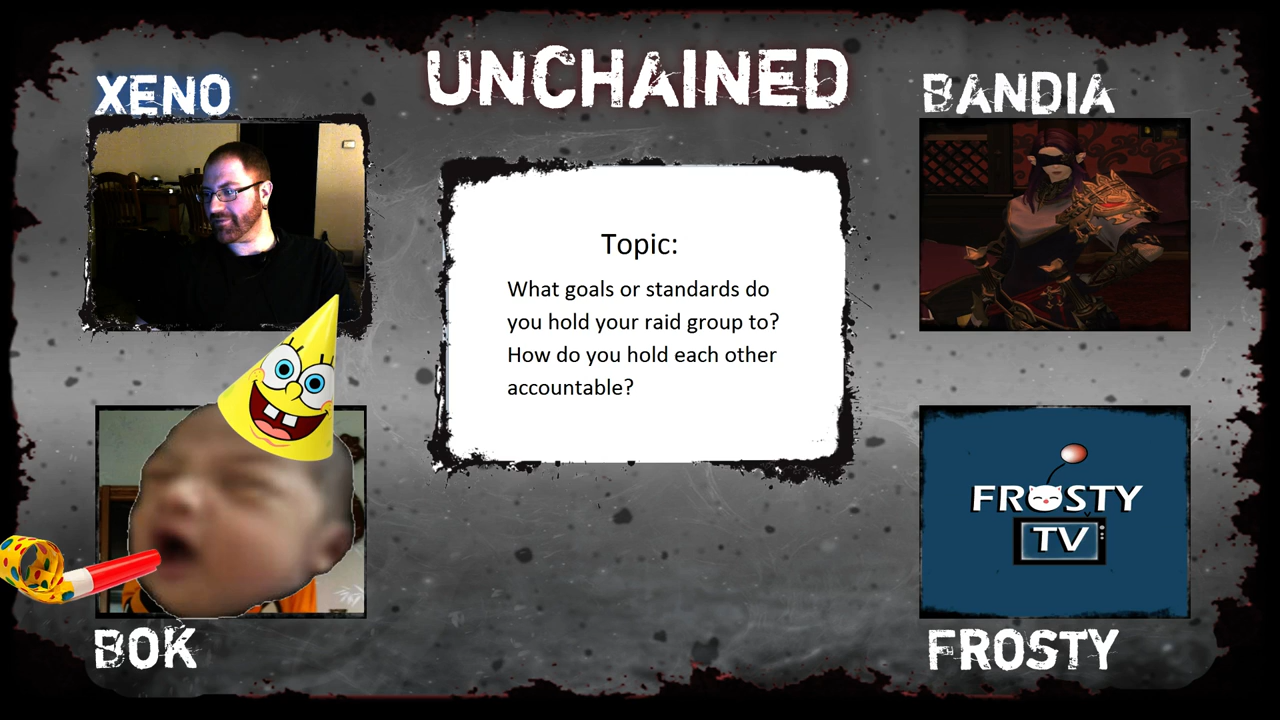 UNCHAINED
XENO
BANDIA
Topic:
What goals or standards do
you hold your raid group to?
How do you hold each other
accountable?
FROSTY
TV
BOK
FROSTY